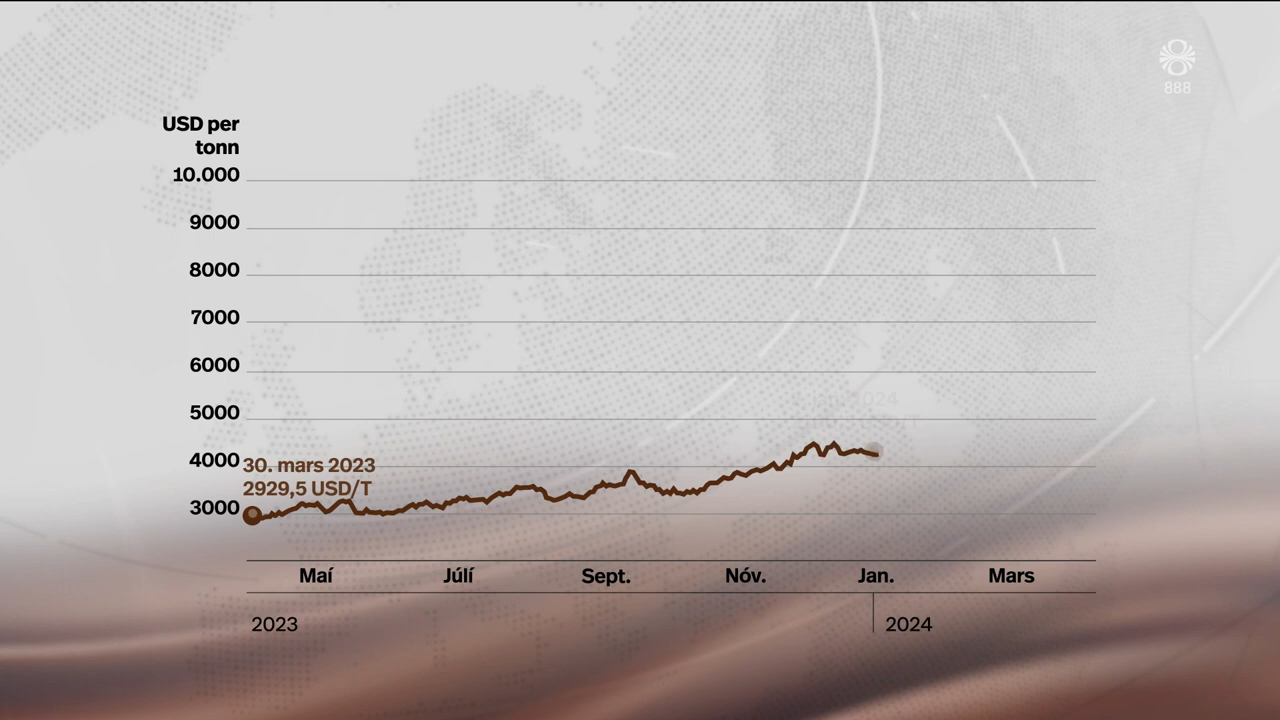 888
USD per
tonn
10.000
9000
8000
7000
6000
5000
4000
30. mars 2023
2929,5 USD/T
3000
Maí
Júlí
Sept.
Nóv.
Jan.
Mars
2023
2024